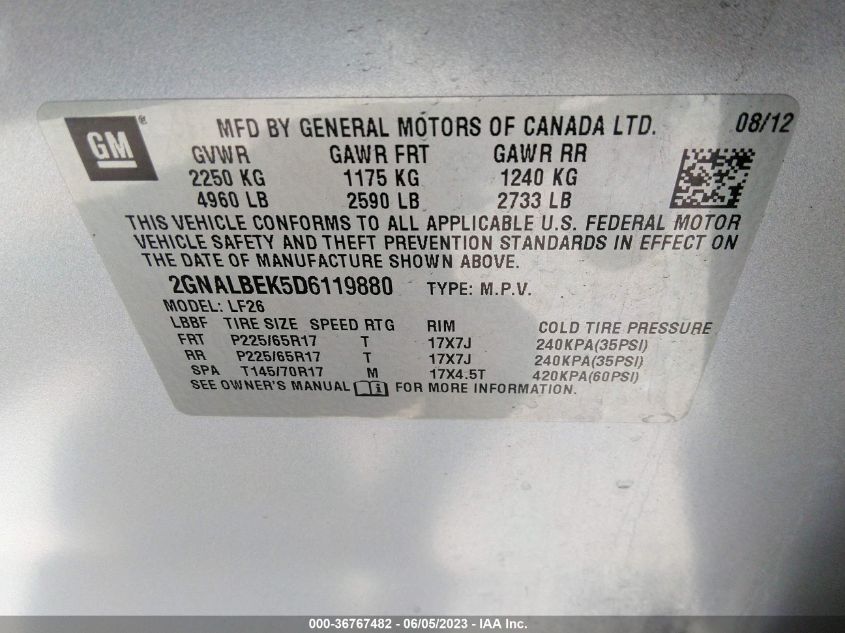 GM ® MFD BY GENERAL MOTORS OF CANADA LTD. 08/12
GVWR GAWR FRT GAWR RR
2250 KG 1175 KG 1240 KG
4960 LB 2590 LB 2733 LB
THIS VEHICLE CONFORMS TO ALL APPLICABLE U.S. FEDERAL MOTOR
VEHICLE SAFETY AND THEFT PREVENTION STANDARDS IN EFFECT ON
THE DATE OF MANUFACTURE SHOWN ABOVE.
2GNALBEK5D6119880 TYPE: M.P.V.
MODEL: LF26
LBBF TIRE SIZE SPEED RTG RIM COLD TIRE PRESSURE
FRT P225/65R17 T 17X7J 240KPA(35PSI)
RR P225/65R17 T 17X7J 240KPA(35PSI)
SPA T145/70R17 M 17X4.5T 420KPA(60PSI)
SEE OWNER'S MANUAL FOR MORE INFORMATION.
000-36767482 - 06/05/2023 - IAA Inc.